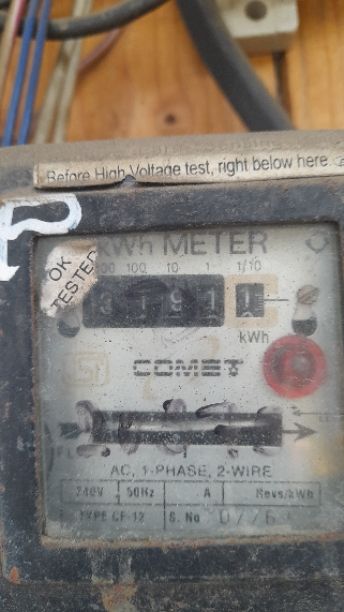 Before High Voltage test, right below here.
kWh METER
OK
TESTED
100 10 1 1/10
kWh
COMET
AC, 1-PHASE, 2-WIRE
240V 50Hz A Revs/kWh
TYPE CF-12 S. No